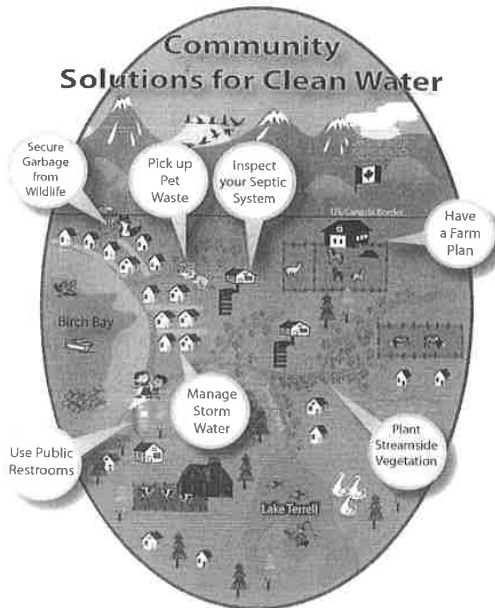 Community
Solutions for Clean Water
Secure
Garbage
from
Wildlife
Pick up
Pet
Waste
Inspect
your Septic
System
US/Canada Border
Have
a Farm
Plan
Birch Bay
Manage
Storm
Water
Use Public
Restrooms
Plant
Streamside
Vegetation
Lake Terrell